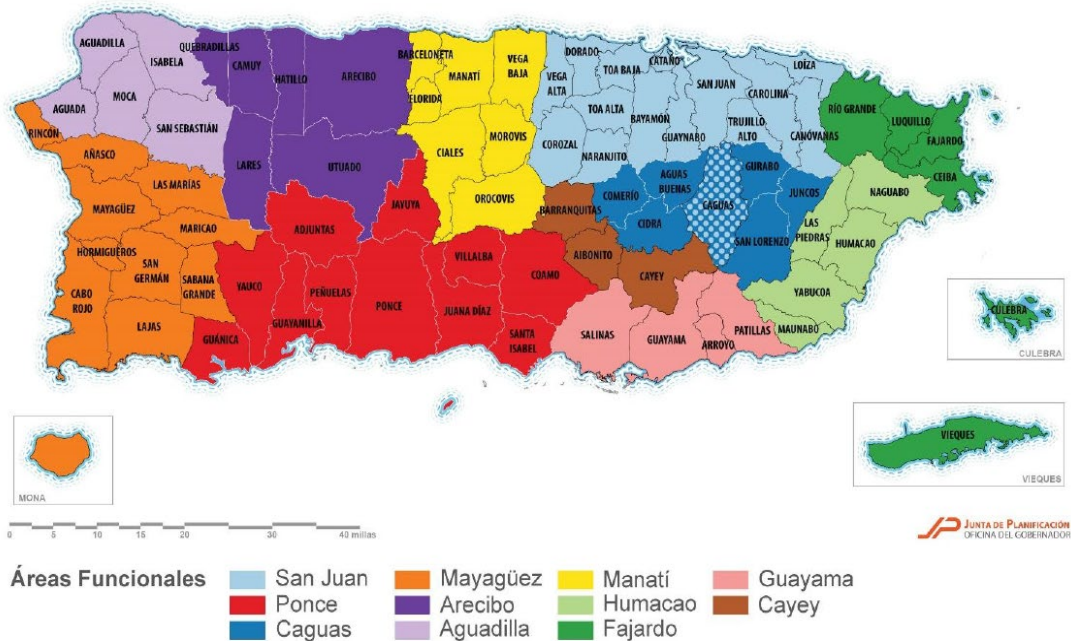 AGUADILLA
ISABELA
QUEBRADILLAS
CAMUY
HATILLO
ARECIBO
BARCELONETA
MANATÍ
VEGA
BAJA
DORADO
CATAÑO
VEGA
ALTA
TOA BAJA
SAN JUAN
LOÍZA
CAROLINA
AGUADA
MOCA
FLORIDA
TOA ALTA
BAYAMÓN
RÍO GRANDE
LUQUILLO
SAN SEBASTIÁN
RINCÓN
MOROVIS
COROZAL
NARANJITO
GUAYNABO
TRUJILLO
ALTO
CANÓVANAS
FAJARDO
AÑASCO
LARES
UTUADO
CIALES
AGUAS
BUENAS
GURABO
CEIBA
LAS MARÍAS
COMERÍO
JUNCOS
NAGUABO
MAYAGÜEZ
JAYUYA
OROCOVIS
BARRANQUITAS
CIDRA
CAGUAS
LAS
PIEDRAS
MARICAO
ADJUNTAS
SAN LORENZO
HUMACAO
HORMIGUEROS
SAN
GERMÁN
VILLALBA
AIBONITO
CAYEY
COAMO
SABANA
GRANDE
YAUCO
PEÑUELAS
PONCE
JUANA DÍAZ
YABUCOA
CABO
ROJO
LAJAS
GUÁNICA
GUAYANILLA
SANTA
ISABEL
SALINAS
GUAYAMA
ARROYO
PATILLAS
MAUNABO
CULEBRA
CULEBRA
VIEQUES
VIEQUES
MONA
0 5 10 15 20 30 40 millas
JP JUNTA DE PLANIFICACIÓN
OFICINA DEL GOBERNADOR
Áreas Funcionales
San Juan
Mayagüez
Manatí
Guayama
Ponce
Arecibo
Humacao
Cayey
Caguas
Aguadilla
Fajardo